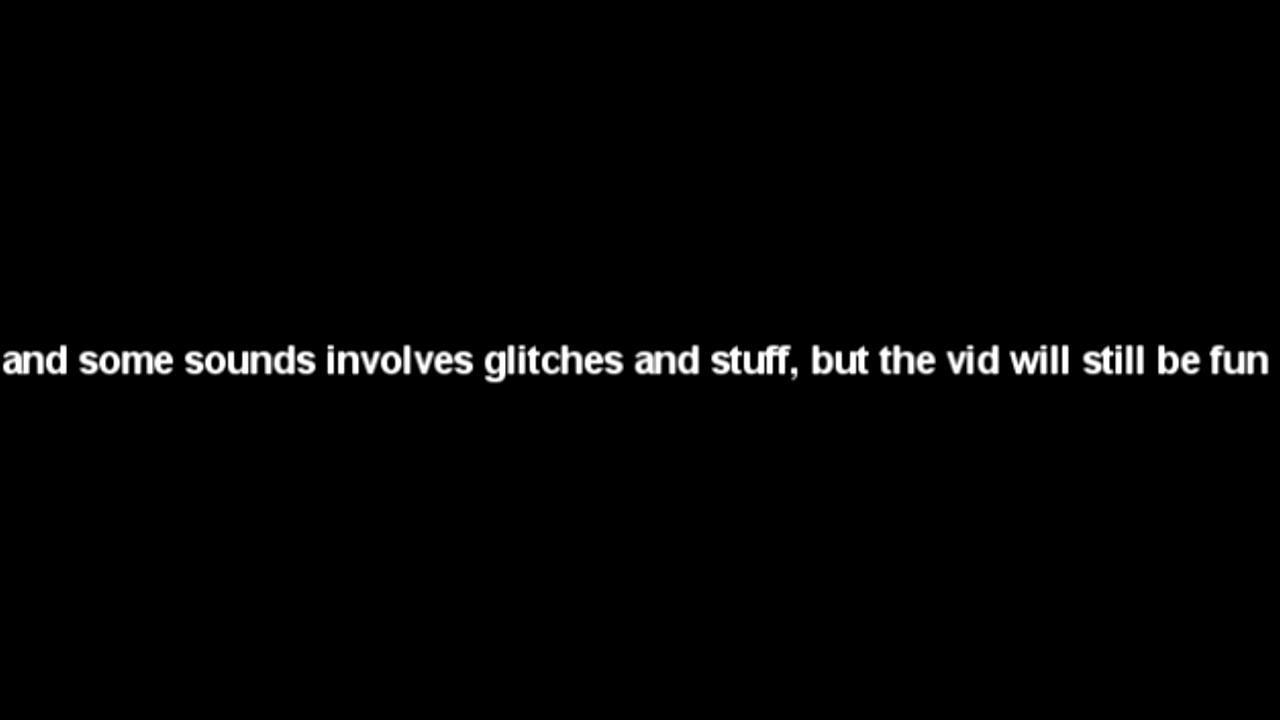 and some sounds involves glitches and stuff, but the vid will still be fun